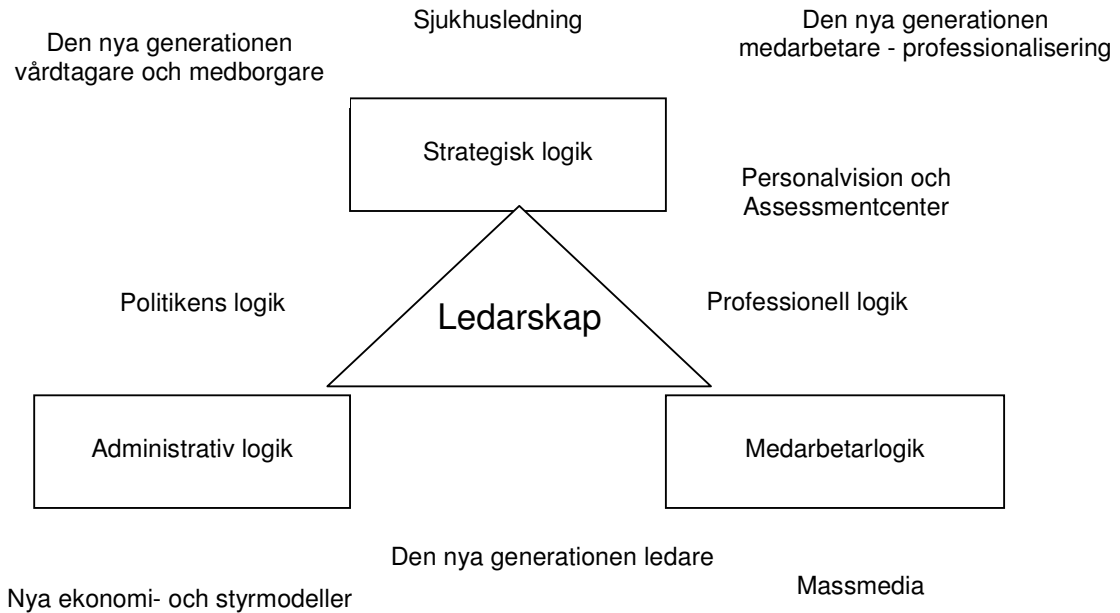 Sjukhusledning
Den nya generationen
medarbetare - professionalisering
Den nya generationen
vårdtagare och medborgare
Strategisk logik
Personalvision och
Assessmentcenter
Politikens logik
Professionell logik
Ledarskap
Administrativ logik
Medarbetarlogik
Den nya generationen ledare
Massmedia
Nya ekonomi- och styrmodeller